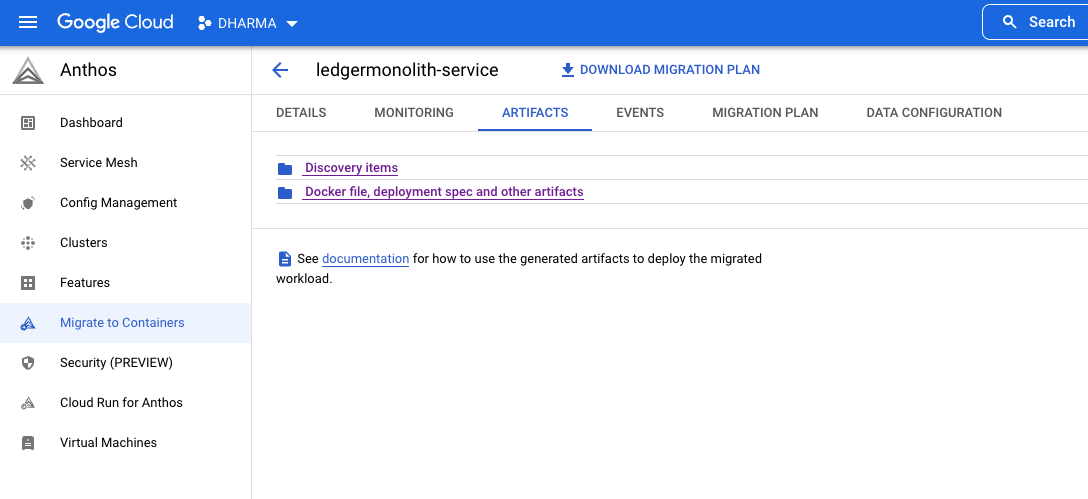 Google Cloud DHARMA Search
Anthos
ledgermonolith-service DOWNLOAD MIGRATION PLAN
DETAILS MONITORING ARTIFACTS EVENTS MIGRATION PLAN DATA CONFIGURATION
Dashboard
Service Mesh
Config Management
Clusters
Features
Migrate to Containers
Security (PREVIEW)
Cloud Run for Anthos
Virtual Machines
Discovery items
Docker file, deployment spec and other artifacts
See documentation for how to use the generated artifacts to deploy the migrated
workload.